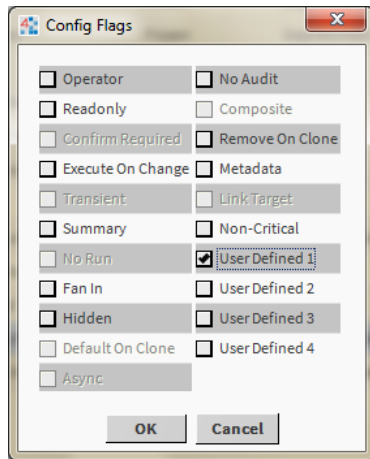 Config Flags
Operator
No Audit
Readonly
Composite
Confirm Required
Remove On Clone
Execute On Change
Metadata
Transient
Link Target
Summary
Non-Critical
No Run
User Defined 1
Fan In
User Defined 2
Hidden
User Defined 3
Default On Clone
User Defined 4
Async
OK
Cancel